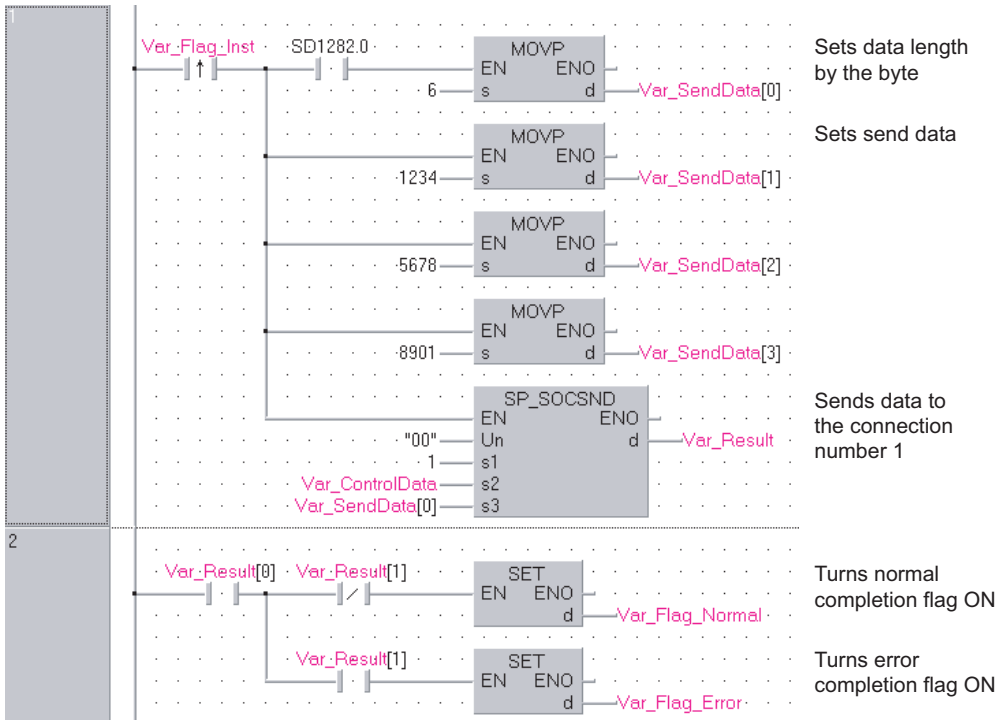 1
Var_Flag_Inst SD1282.0 MOVP Sets data length
EN ENO by the byte
6 s d Var_SendData[0]
MOVP Sets send data
EN ENO
1234 s d Var_SendData[1]
MOVP
EN ENO
5678 s d Var_SendData[2]
MOVP
EN ENO
8901 s d Var_SendData[3]
SP_SOCSND Sends data to
EN ENO the connection
"00" Un d Var_Result number 1
1 s1
Var_ControlData s2
Var_SendData[0] s3
2
Var_Result[0] Var_Result[1] SET Turns normal
EN ENO completion flag ON
d Var_Flag_Normal
Var_Result[1] SET Turns error
EN ENO completion flag ON
d Var_Flag_Error